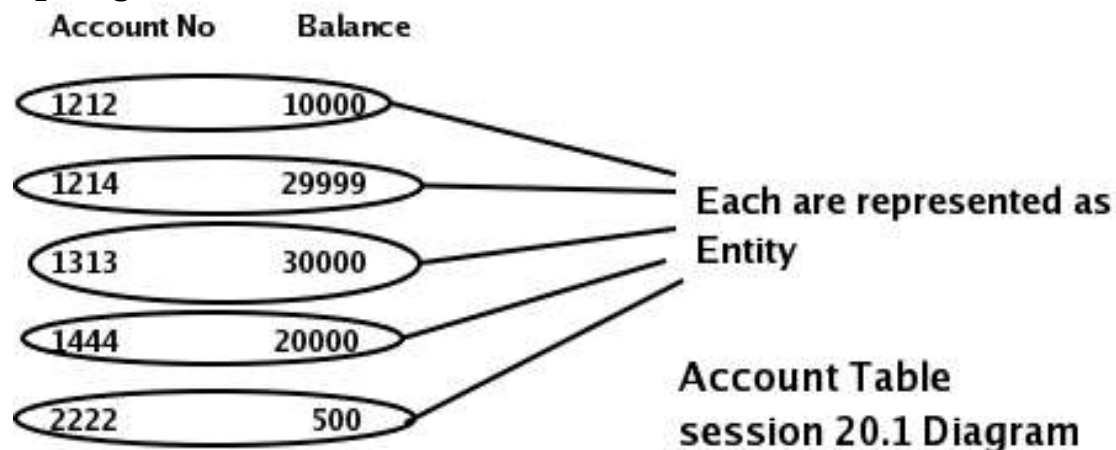 Account No Balance
1212 10000
1214 29999
1313 30000
1444 20000
2222 500
Each are represented as
Entity
Account Table
session 20.1 Diagram